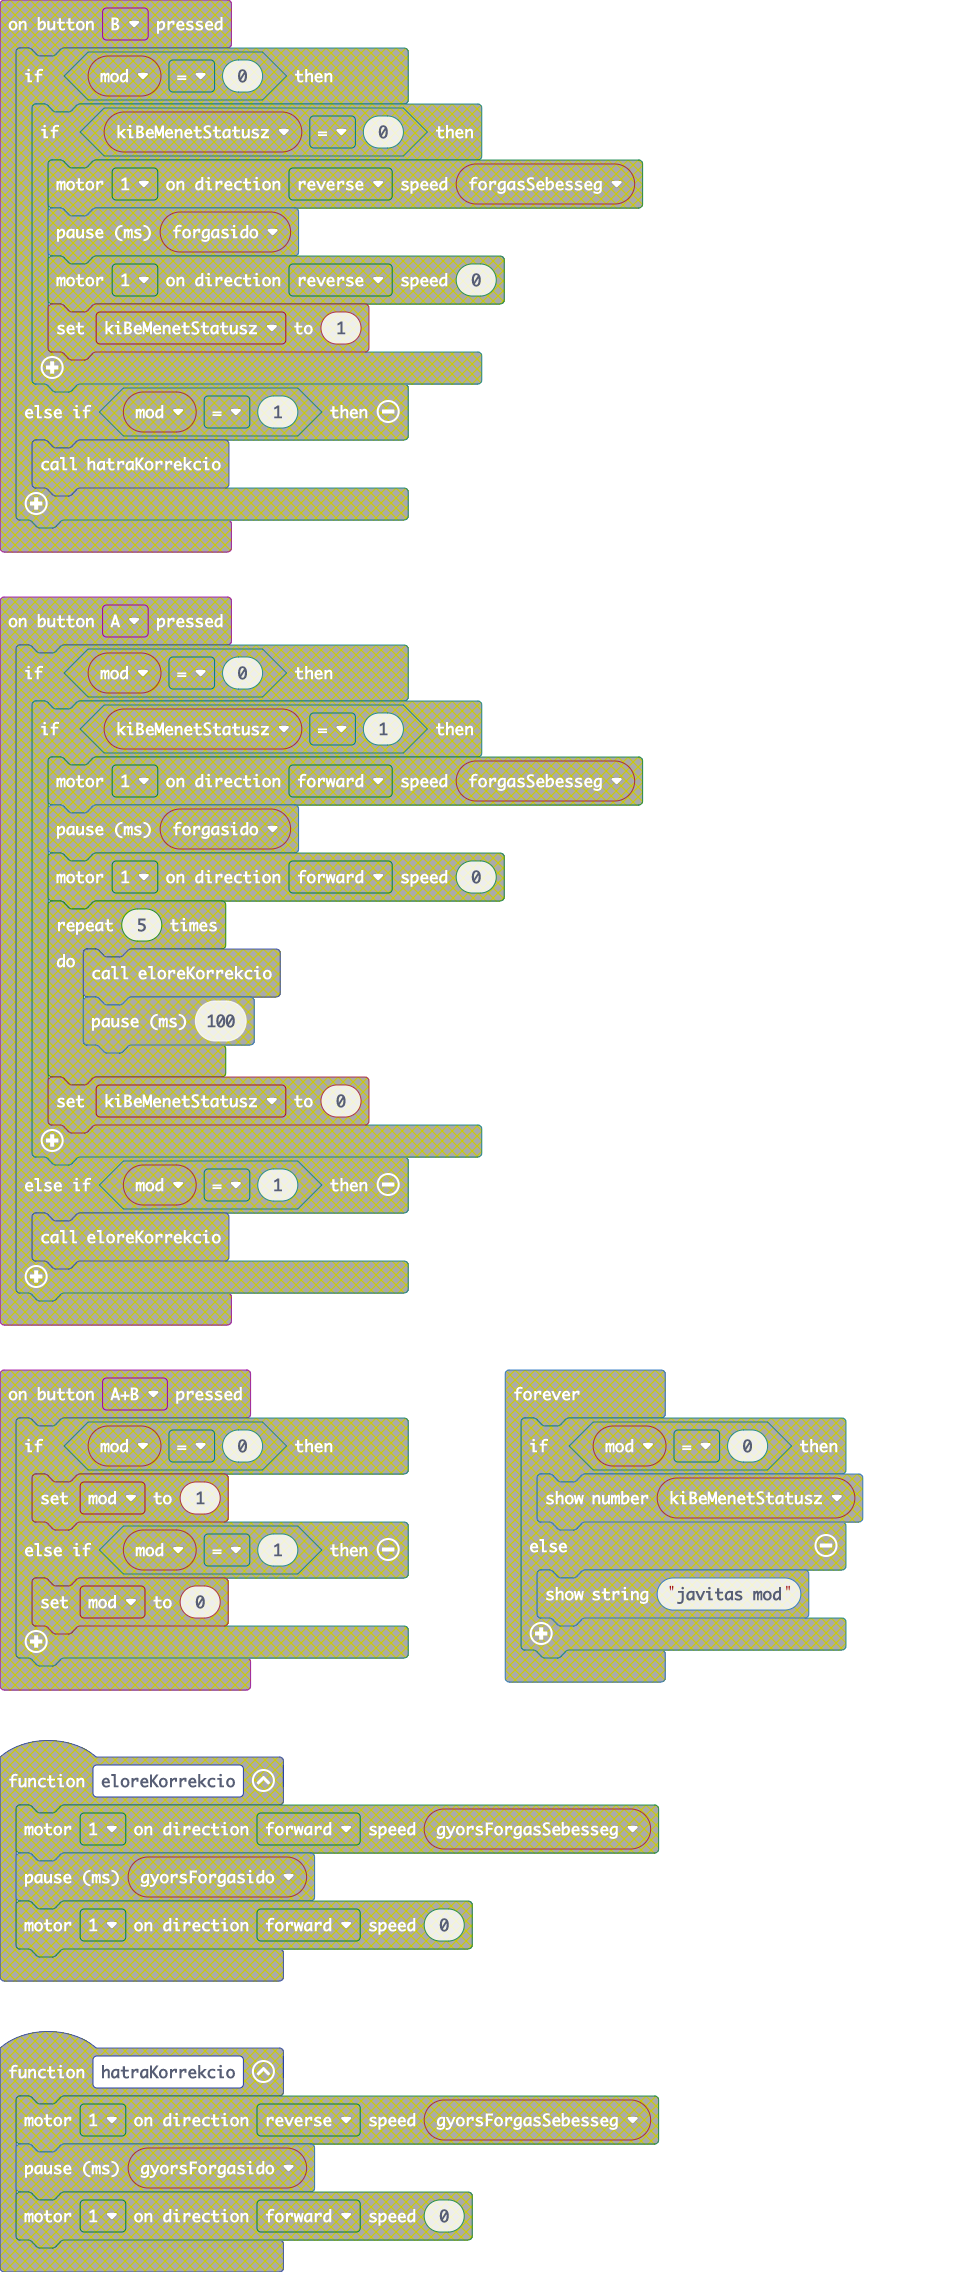 on button B pressed
if mod = 0 then
if kiBeMenetStatusz = 0 then
motor 1 on direction reverse speed forgasSebesseg
pause (ms) forgasido
motor 1 on direction reverse speed 0
set kiBeMenetStatusz to 1
else if mod = 1 then
call hatraKorrekcio
on button A pressed
if mod = 0 then
if kiBeMenetStatusz = 1 then
motor 1 on direction forward speed forgasSebesseg
pause (ms) forgasido
motor 1 on direction forward speed 0
repeat 5 times
do
call eloreKorrekcio
pause (ms) 100
set kiBeMenetStatusz to 0
else if mod = 1 then
call eloreKorrekcio
on button A+B pressed
if mod = 0 then
set mod to 1
else if mod = 1 then
set mod to 0
forever
if mod = 0 then
show number kiBeMenetStatusz
else
show string "javitas mod"
function eloreKorrekcio
motor 1 on direction forward speed gyorsForgasSebesseg
pause (ms) gyorsForgasido
motor 1 on direction forward speed 0
function hatraKorrekcio
motor 1 on direction reverse speed gyorsForgasSebesseg
pause (ms) gyorsForgasido
motor 1 on direction forward speed 0